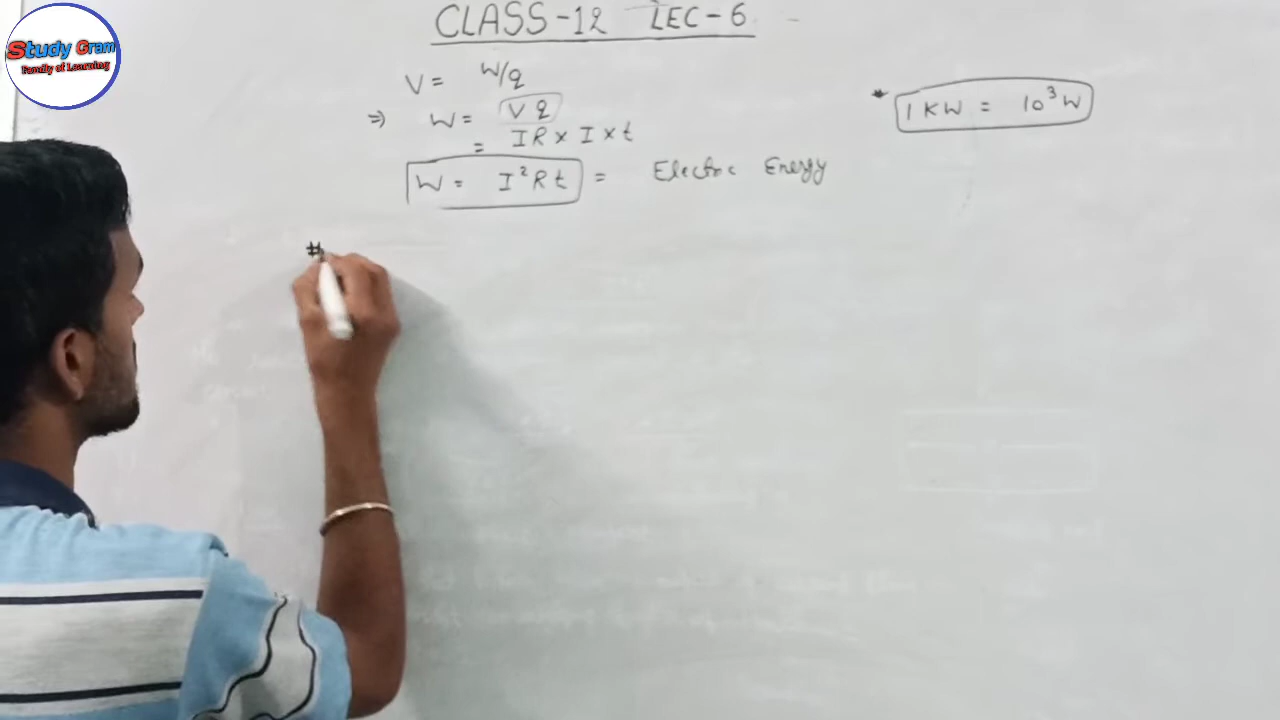 Study Gram
Family of Learning
CLASS-12 LEC-6
V = W/q
⇒ W = Vq
= IR × I × t
W = I²Rt = Electric Energy
* 1 KW = 10³ W
#